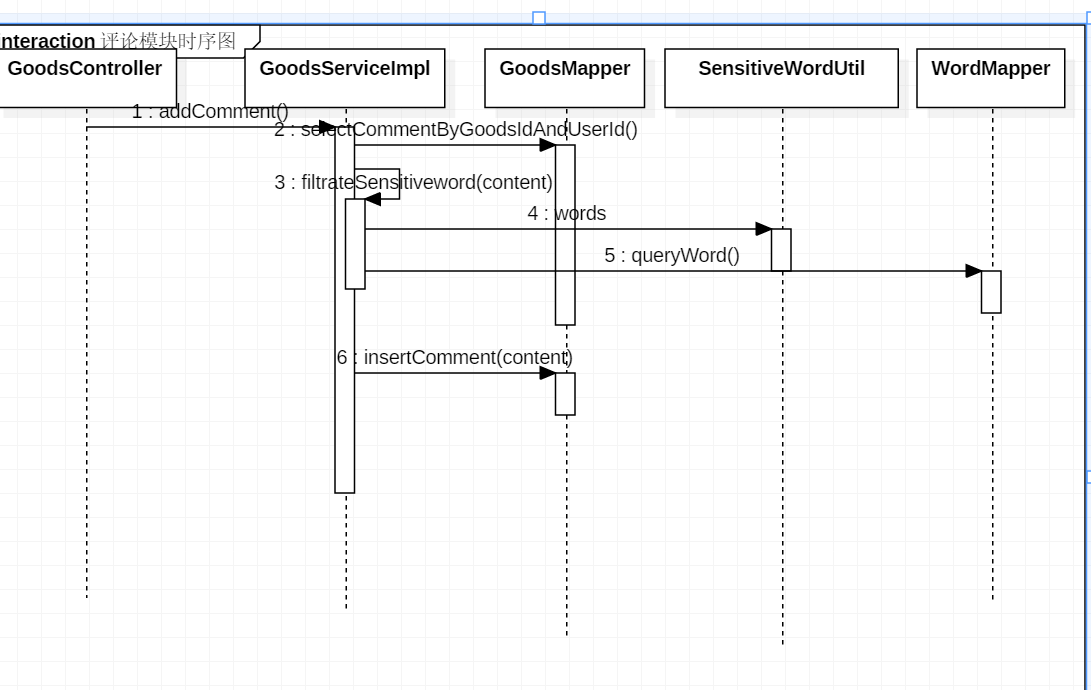 interaction 评论模块时序图
GoodsController
GoodsServiceImpl
GoodsMapper
SensitiveWordUtil
WordMapper
1 : addComment()
2 : selectCommentByGoodsIdAndUserId()
3 : filtrateSensitiveword(content)
4 : words
5 : queryWord()
6 : insertComment(content)